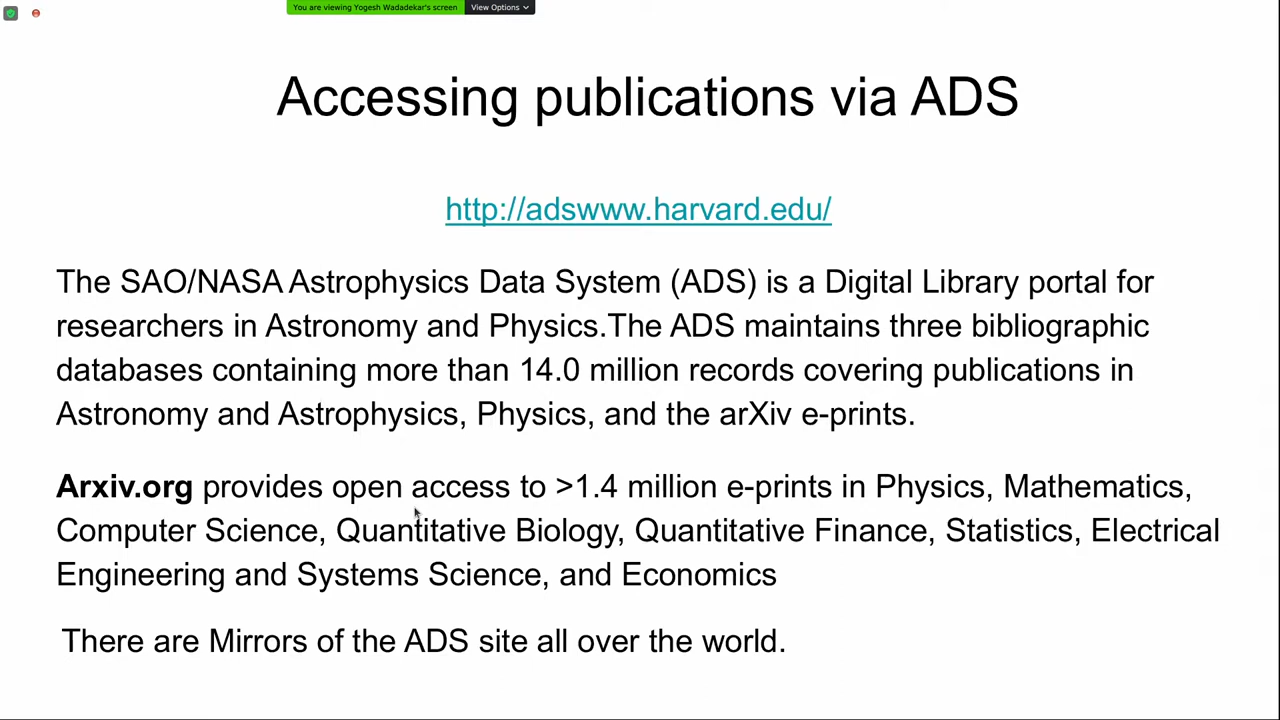 You are viewing Yogesh Wadadekar's screen View Options
Accessing publications via ADS
http://adswww.harvard.edu/
The SAO/NASA Astrophysics Data System (ADS) is a Digital Library portal for
researchers in Astronomy and Physics.The ADS maintains three bibliographic
databases containing more than 14.0 million records covering publications in
Astronomy and Astrophysics, Physics, and the arXiv e-prints.
Arxiv.org provides open access to >1.4 million e-prints in Physics, Mathematics,
Computer Science, Quantitative Biology, Quantitative Finance, Statistics, Electrical
Engineering and Systems Science, and Economics
There are Mirrors of the ADS site all over the world.